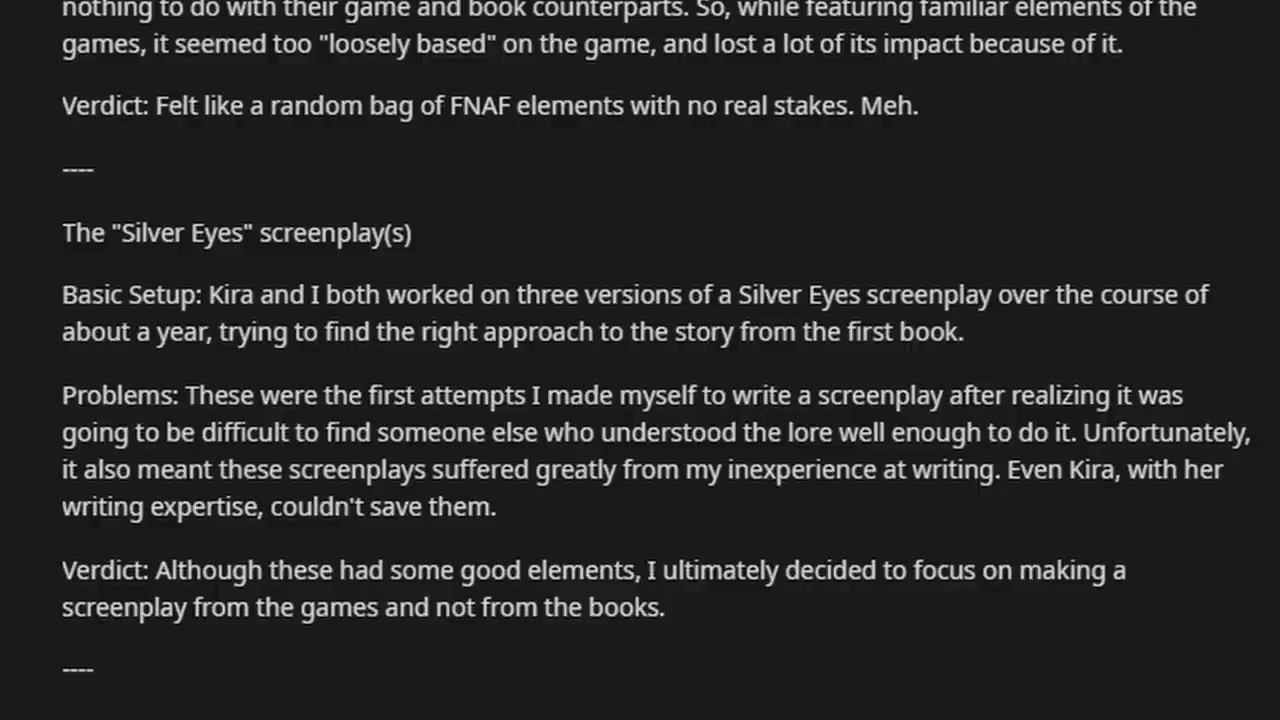 nothing to do with their game and book counterparts. So, while featuring familiar elements of the
games, it seemed too "loosely based" on the game, and lost a lot of its impact because of it.
Verdict: Felt like a random bag of FNAF elements with no real stakes. Meh.
----
The "Silver Eyes" screenplay(s)
Basic Setup: Kira and I both worked on three versions of a Silver Eyes screenplay over the course of
about a year, trying to find the right approach to the story from the first book.
Problems: These were the first attempts I made myself to write a screenplay after realizing it was
going to be difficult to find someone else who understood the lore well enough to do it. Unfortunately,
it also meant these screenplays suffered greatly from my inexperience at writing. Even Kira, with her
writing expertise, couldn't save them.
Verdict: Although these had some good elements, I ultimately decided to focus on making a
screenplay from the games and not from the books.
----